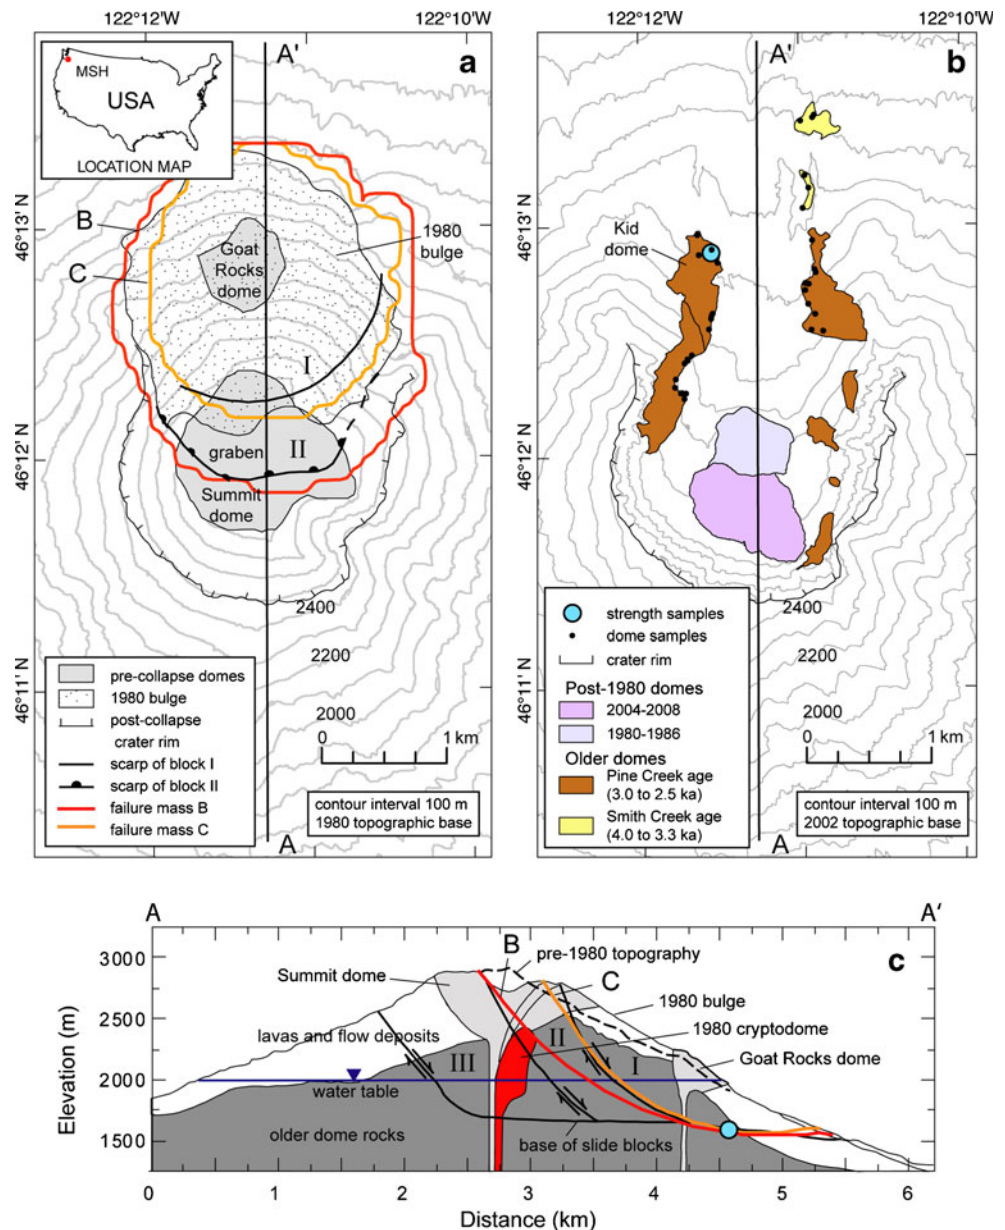 122°12'W
122°10'W
122°12'W
122°10'W
A'
a
MSH
USA
LOCATION MAP
B
C
46°13' N
46°12' N
46°11' N
1980
bulge
Goat
Rocks
dome
I
II
graben
Summit
dome
2400
2200
2000
0
1 km
pre-collapse domes
1980 bulge
post-collapse
crater rim
scarp of block I
scarp of block II
failure mass B
failure mass C
contour interval 100 m
1980 topographic base
A
A'
b
46°13' N
46°12' N
46°11' N
Kid
dome
2400
2200
2000
0
1 km
strength samples
dome samples
crater rim
Post-1980 domes
2004-2008
1980-1986
Older domes
Pine Creek age
(3.0 to 2.5 ka)
Smith Creek age
(4.0 to 3.3 ka)
contour interval 100 m
2002 topographic base
A
A
A'
c
B
pre-1980 topography
Summit dome
C
1980 bulge
lavas and flow deposits
1980 cryptodome
Goat Rocks dome
III
II
I
water table
older dome rocks
base of slide blocks
Elevation (m)
3000
2500
2000
1500
0
1
2
3
4
5
6
Distance (km)